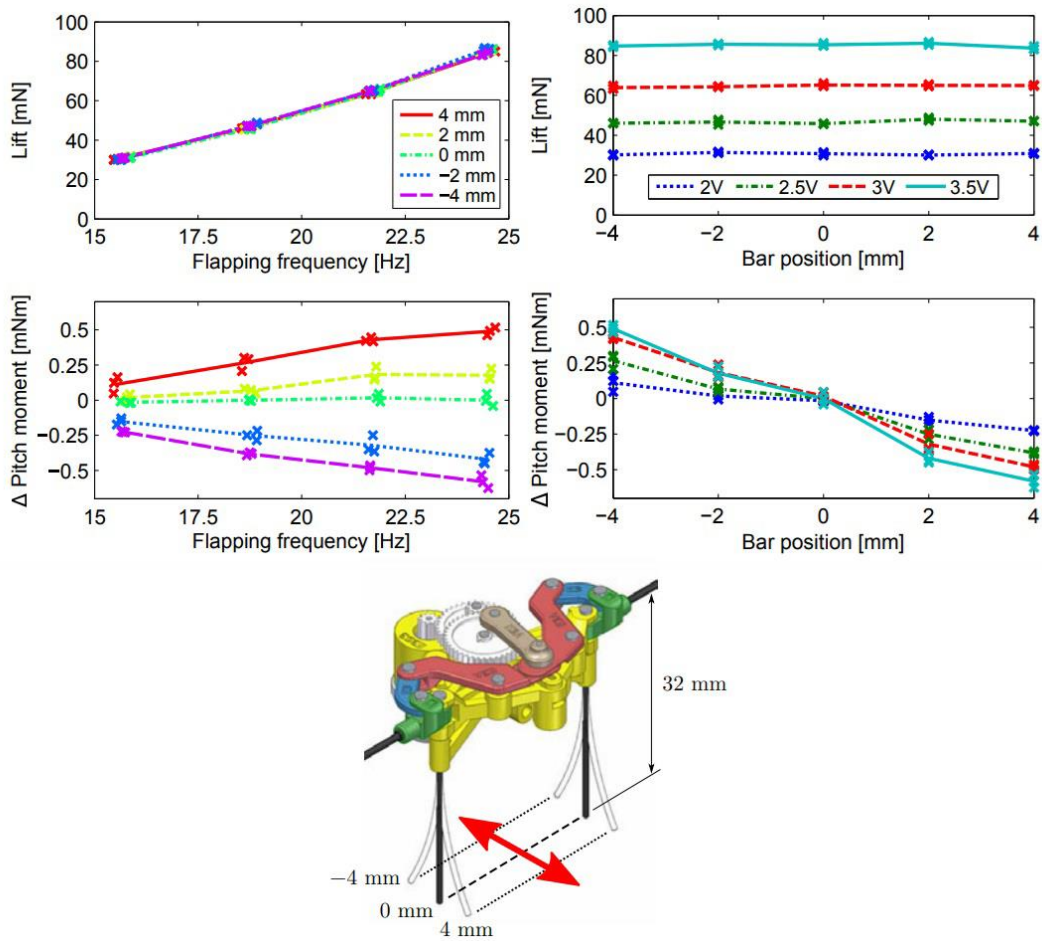 100
80
60
40
20
0
Lift [mN]
15
17.5
20
22.5
25
Flapping frequency [Hz]
4 mm
2 mm
0 mm
−2 mm
−4 mm
100
80
60
40
20
0
Lift [mN]
2V
2.5V
3V
3.5V
−4
−2
0
2
4
Bar position [mm]
0.5
0.25
0
−0.25
−0.5
Δ Pitch moment [mNm]
15
17.5
20
22.5
25
Flapping frequency [Hz]
0.5
0.25
0
−0.25
−0.5
Δ Pitch moment [mNm]
−4
−2
0
2
4
Bar position [mm]
32 mm
−4 mm
0 mm
4 mm